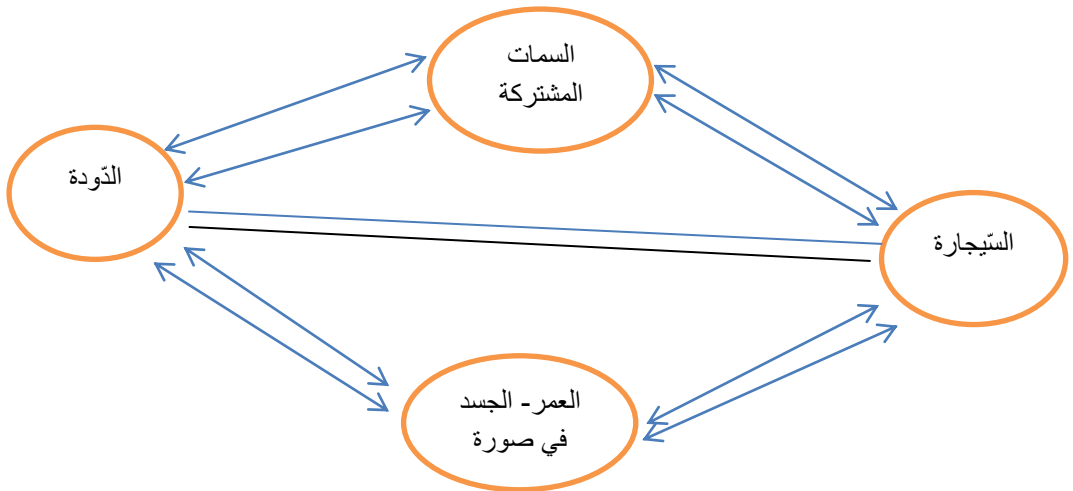 السمات
المشتركة
الدّودة
السّيجارة
العمر- الجسد
في صورة